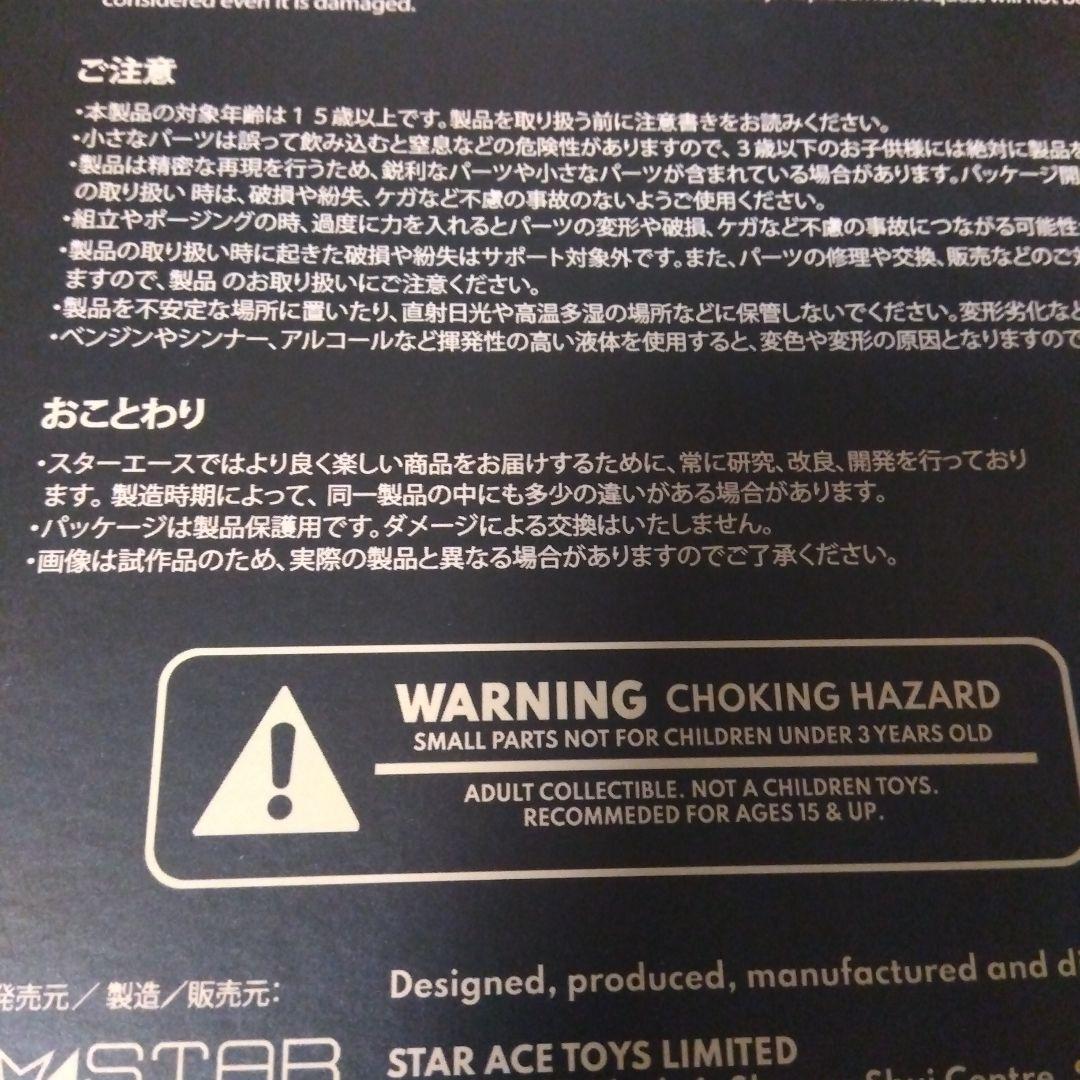 considered even it is damaged.
ご注意
・本製品の対象年齢は１５歳以上です。製品を取り扱う前に注意書きをお読みください。
・小さなパーツは誤って飲み込むと窒息などの危険性がありますので、３歳以下のお子供様には絶対に製品を
・製品は精密な再現を行うため、鋭利なパーツや小さなパーツが含まれている場合があります。パッケージ開
の取り扱い 時は、破損や紛失、ケガなど不慮の事故のないようご使用ください。
・組立やポージングの時、過度に力を入れるとパーツの変形や破損、ケガなど不慮の事故につながる可能性
・製品の取り扱い時に起きた破損や紛失はサポート対象外です。また、パーツの修理や交換、販売などのご
ますので、製品 のお取り扱いにご注意ください。
・製品を不安定な場所に置いたり、直射日光や高温多湿の場所などに保管しないでください。変形劣化など
・ベンジンやシンナー、アルコールなど揮発性の高い液体を使用すると、変色や変形の原因となりますので
おことわり
・スターエースではより良く楽しい商品をお届けするために、常に研究、改良、開発を行っており
ます。製造時期によって、同一製品の中にも多少の違いがある場合があります。
・パッケージは製品保護用です。ダメージによる交換はいたしません。
・画像は試作品のため、実際の製品と異なる場合がありますのでご了承ください。
WARNING CHOKING HAZARD
SMALL PARTS NOT FOR CHILDREN UNDER 3 YEARS OLD
ADULT COLLECTIBLE. NOT A CHILDREN TOYS.
RECOMMEDED FOR AGES 15 & UP.
発売元／製造／販売元：
Designed, produced, manufactured and
STAR
STAR ACE TOYS LIMITED